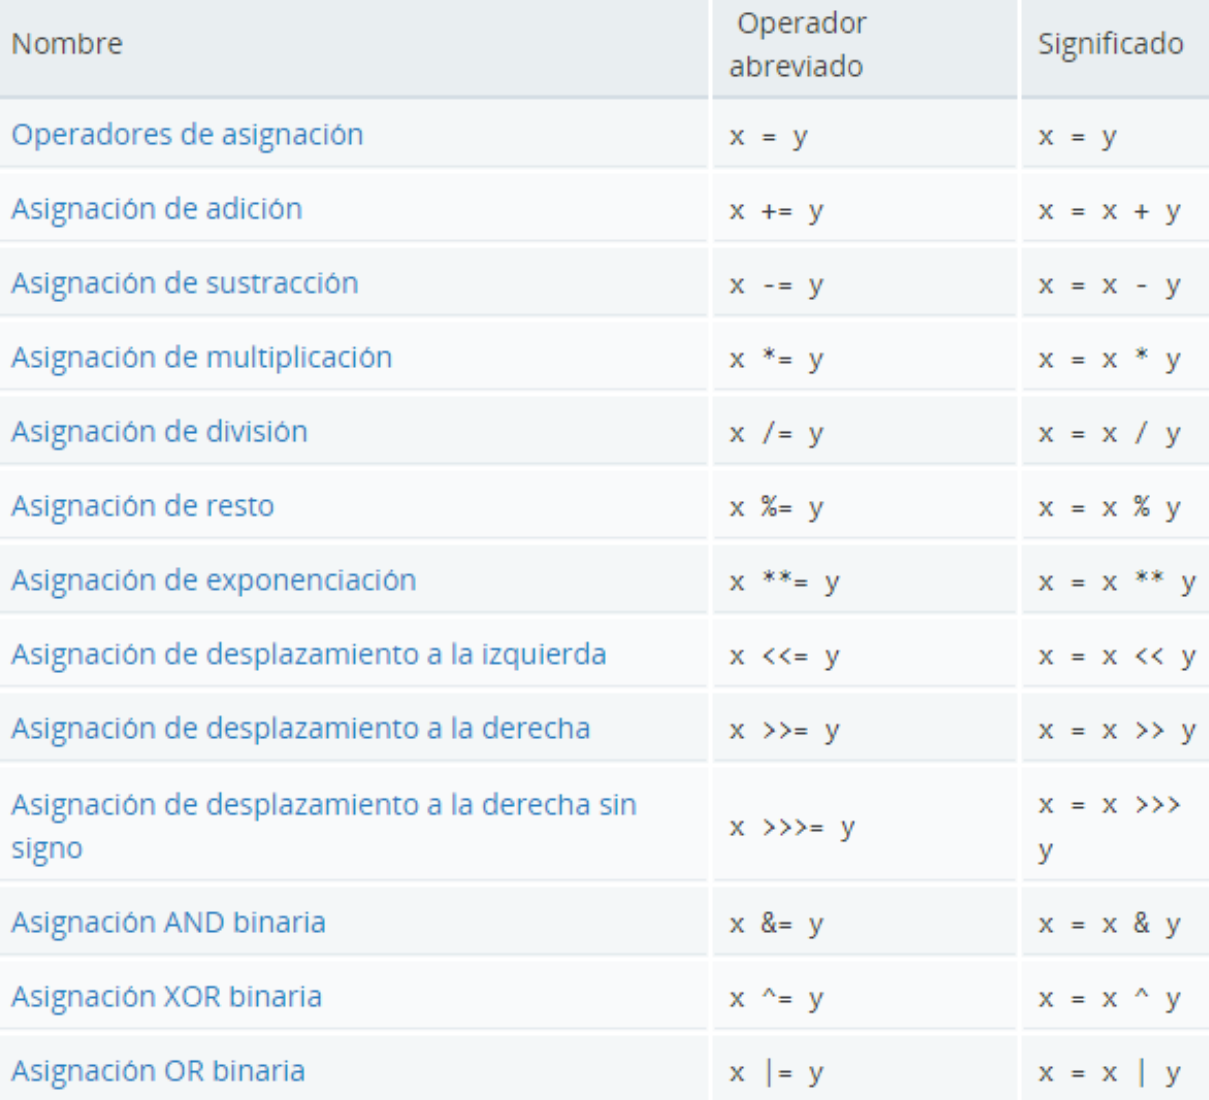 Nombre Operador abreviado Significado
Operadores de asignación x = y x = y
Asignación de adición x += y x = x + y
Asignación de sustracción x -= y x = x - y
Asignación de multiplicación x *= y x = x * y
Asignación de división x /= y x = x / y
Asignación de resto x %= y x = x % y
Asignación de exponenciación x **= y x = x ** y
Asignación de desplazamiento a la izquierda x <<= y x = x << y
Asignación de desplazamiento a la derecha x >>= y x = x >> y
Asignación de desplazamiento a la derecha sin
signo x >>>= y x = x >>>
y
Asignación AND binaria x &= y x = x & y
Asignación XOR binaria x ^= y x = x ^ y
Asignación OR binaria x |= y x = x | y